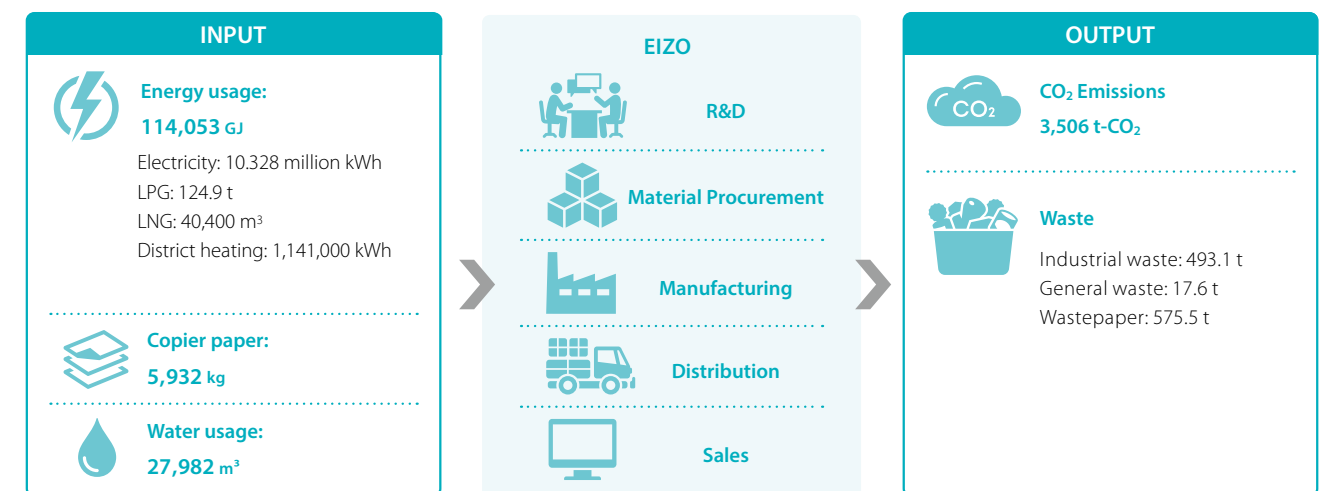 INPUT
Energy usage:
114,053 GJ
Electricity: 10.328 million kWh
LPG: 124.9 t
LNG: 40,400 m³
District heating: 1,141,000 kWh
Copier paper:
5,932 kg
Water usage:
27,982 m³
EIZO
R&D
Material Procurement
Manufacturing
Distribution
Sales
OUTPUT
CO₂
CO₂ Emissions
3,506 t-CO₂
Waste
Industrial waste: 493.1 t
General waste: 17.6 t
Wastepaper: 575.5 t